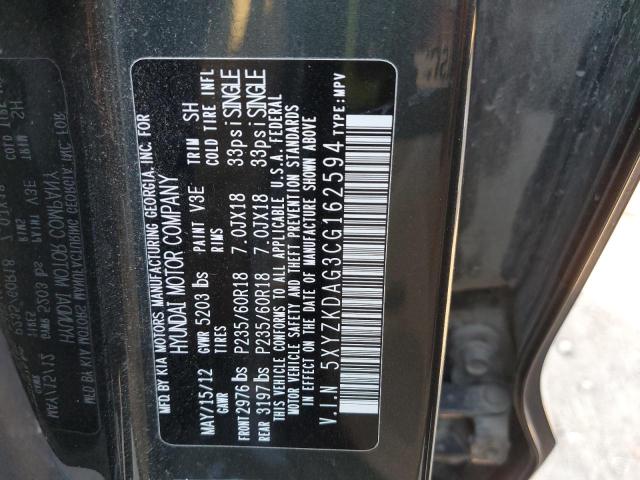 MFD. BY KIA MOTORS MANUFACTURING GEORGIA, INC. FOR
HYUNDAI MOTOR COMPANY
MAY/15/12 GVWR 5203 lbs PAINT V3E TRIM SH
GAWR TIRES RIMS COLD TIRE INFL
FRONT 2976 lbs P235/60R18 7.0JX18 33psi SINGLE
REAR 3197 lbs P235/60R18 7.0JX18 33psi SINGLE
THIS VEHICLE CONFORMS TO ALL APPLICABLE U.S.A. FEDERAL
MOTOR VEHICLE SAFETY AND THEFT PREVENTION STANDARDS
IN EFFECT ON THE DATE OF MANUFACTURE SHOWN ABOVE.
V.I.N 5XYZKDAG3CG162594 TYPE:MPV